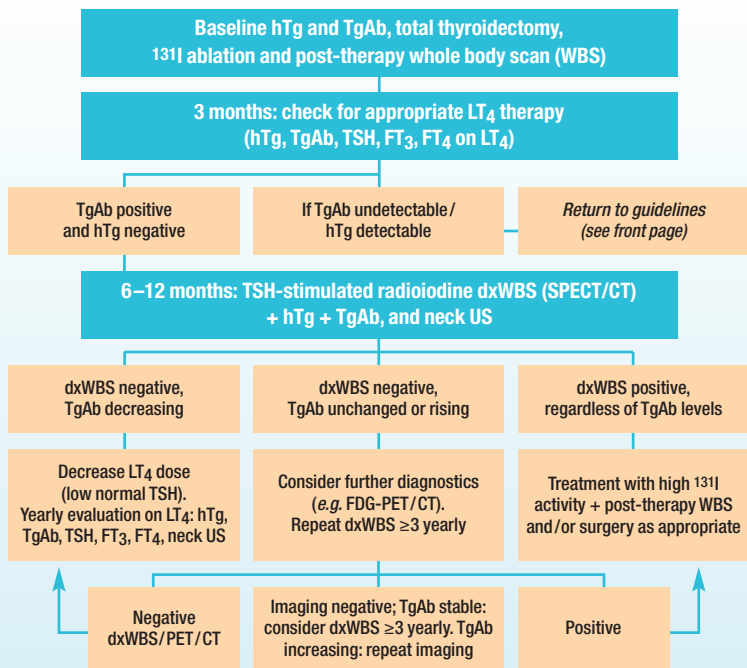 Baseline hTg and TgAb, total thyroidectomy,
¹³¹I ablation and post-therapy whole body scan (WBS)
3 months: check for appropriate LT₄ therapy
(hTg, TgAb, TSH, FT₃, FT₄ on LT₄)
TgAb positive
and hTg negative
If TgAb undetectable/
hTg detectable
Return to guidelines
(see front page)
6–12 months: TSH-stimulated radioiodine dxWBS (SPECT/CT)
+ hTg + TgAb, and neck US
dxWBS negative,
TgAb decreasing
dxWBS negative,
TgAb unchanged or rising
dxWBS positive,
regardless of TgAb levels
Decrease LT₄ dose
(low normal TSH).
Yearly evaluation on LT₄: hTg,
TgAb, TSH, FT₃, FT₄, neck US
Consider further diagnostics
(e.g. FDG-PET/CT).
Repeat dxWBS ≥3 yearly
Treatment with high ¹³¹I
activity + post-therapy WBS
and/or surgery as appropriate
Negative
dxWBS/PET/CT
Imaging negative; TgAb stable:
consider dxWBS ≥3 yearly. TgAb
increasing: repeat imaging
Positive